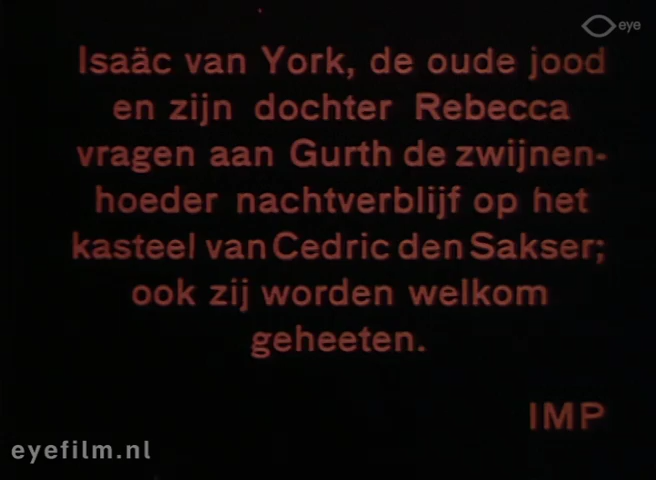 eye
Isaäc van York, de oude jood
en zijn dochter Rebecca
vragen aan Gurth de zwijnen-
hoeder nachtverblijf op het
kasteel van Cedric den Sakser;
ook zij worden welkom
geheeten.
IMP
eyefilm.nl